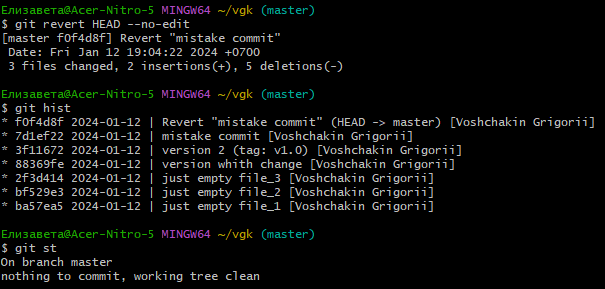 Елизавета@Acer-Nitro-5 MINGW64 ~/vgk (master)
$ git revert HEAD --no-edit
[master f0f4d8f] Revert "mistake commit"
 Date: Fri Jan 12 19:04:22 2024 +0700
 3 files changed, 2 insertions(+), 5 deletions(-)

Елизавета@Acer-Nitro-5 MINGW64 ~/vgk (master)
$ git hist
* f0f4d8f 2024-01-12 | Revert "mistake commit" (HEAD -> master) [Voshchakin Grigorii]
* 7d1ef22 2024-01-12 | mistake commit [Voshchakin Grigorii]
* 3f11672 2024-01-12 | version 2 (tag: v1.0) [Voshchakin Grigorii]
* 88369fe 2024-01-12 | version whith change [Voshchakin Grigorii]
* 2f3d414 2024-01-12 | just empty file_3 [Voshchakin Grigorii]
* bf529e3 2024-01-12 | just empty file_2 [Voshchakin Grigorii]
* ba57ea5 2024-01-12 | just empty file_1 [Voshchakin Grigorii]

Елизавета@Acer-Nitro-5 MINGW64 ~/vgk (master)
$ git st
On branch master
nothing to commit, working tree clean